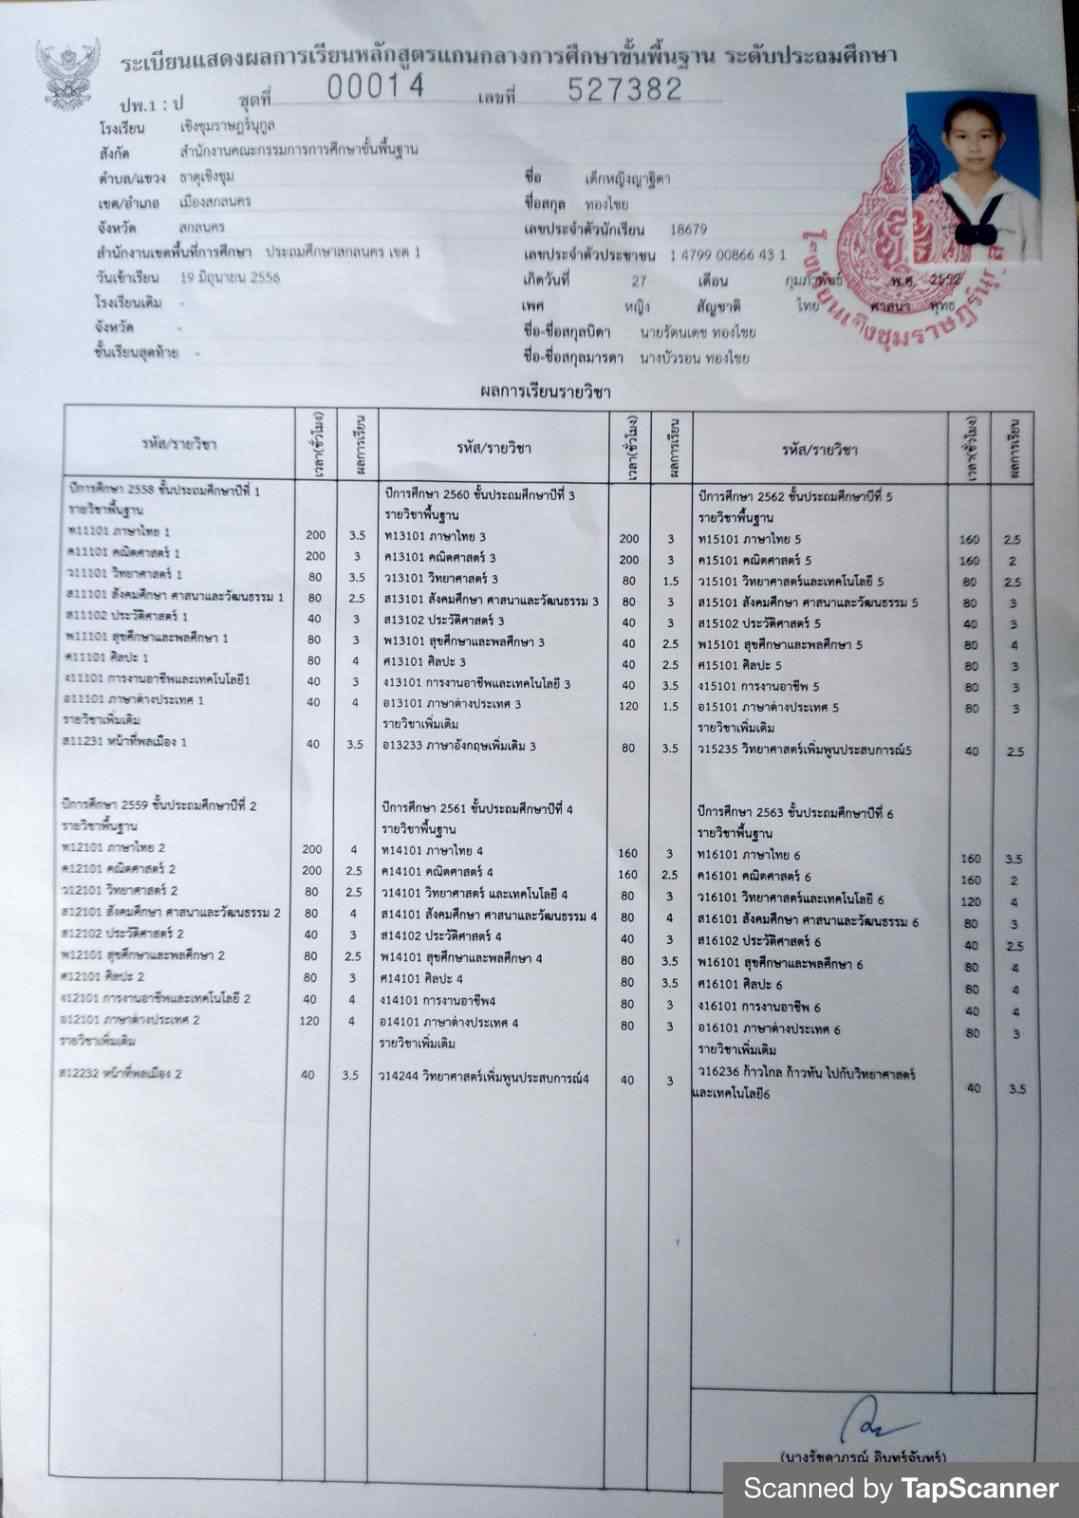 ระเบียนแสดงผลการเรียนหลักสูตรแกนกลางการศึกษาขั้นพื้นฐาน ระดับประถมศึกษา
ปพ.1 : ป ชุดที่ 00014 เลขที่ 527382
โรงเรียน เชิงชุมราษฎร์นุกูล
สังกัด สำนักงานคณะกรรมการการศึกษาขั้นพื้นฐาน
ตำบล/แขวง ธาตุเชิงชุม
เขต/อำเภอ เมืองสกลนคร
จังหวัด สกลนคร
สำนักงานเขตพื้นที่การศึกษา ประถมศึกษาสกลนคร เขต 1
วันเข้าเรียน 19 มิถุนายน 2556
โรงเรียนเดิม -
จังหวัด -
ชั้นเรียนสุดท้าย -
ชื่อ เด็กหญิงญาฐิดา
ชื่อสกุล ทองไชย
เลขประจำตัวนักเรียน 18679
เลขประจำตัวประชาชน 1 4799 00866 43 1
เกิดวันที่ 27 เดือน กุมภาพันธ์ พ.ศ. 2552
เพศ หญิง สัญชาติ ไทย ศาสนา พุทธ
ชื่อ-ชื่อสกุลบิดา นายรัตนเดช ทองไชย
ชื่อ-ชื่อสกุลมารดา นางบัวรอน ทองไชย
โรงเรียนเชิงชุมราษฎร์นุกูล
ผลการเรียนรายวิชา
รหัส/รายวิชา เวลา(ชั่วโมง) ผลการเรียน รหัส/รายวิชา เวลา(ชั่วโมง) ผลการเรียน รหัส/รายวิชา เวลา(ชั่วโมง) ผลการเรียน
ปีการศึกษา 2558 ชั้นประถมศึกษาปีที่ 1
รายวิชาพื้นฐาน
ท11101 ภาษาไทย 1 200 3.5
ค11101 คณิตศาสตร์ 1 200 3
ว11101 วิทยาศาสตร์ 1 80 3.5
ส11101 สังคมศึกษา ศาสนาและวัฒนธรรม 1 80 2.5
ส11102 ประวัติศาสตร์ 1 40 3
พ11101 สุขศึกษาและพลศึกษา 1 80 3
ศ11101 ศิลปะ 1 80 4
ง11101 การงานอาชีพและเทคโนโลยี1 40 3
อ11101 ภาษาต่างประเทศ 1 40 4
รายวิชาเพิ่มเติม
ส11231 หน้าที่พลเมือง 1 40 3.5
ปีการศึกษา 2559 ชั้นประถมศึกษาปีที่ 2
รายวิชาพื้นฐาน
ท12101 ภาษาไทย 2 200 4
ค12101 คณิตศาสตร์ 2 200 2.5
ว12101 วิทยาศาสตร์ 2 80 2.5
ส12101 สังคมศึกษา ศาสนาและวัฒนธรรม 2 80 4
ส12102 ประวัติศาสตร์ 2 40 3
พ12101 สุขศึกษาและพลศึกษา 2 80 2.5
ศ12101 ศิลปะ 2 80 3
ง12101 การงานอาชีพและเทคโนโลยี 2 40 4
อ12101 ภาษาต่างประเทศ 2 120 4
รายวิชาเพิ่มเติม
ส12232 หน้าที่พลเมือง 2 40 3.5
ปีการศึกษา 2560 ชั้นประถมศึกษาปีที่ 3
รายวิชาพื้นฐาน
ท13101 ภาษาไทย 3 200 3
ค13101 คณิตศาสตร์ 3 200 3
ว13101 วิทยาศาสตร์ 3 80 1.5
ส13101 สังคมศึกษา ศาสนาและวัฒนธรรม 3 80 3
ส13102 ประวัติศาสตร์ 3 40 3
พ13101 สุขศึกษาและพลศึกษา 3 40 2.5
ศ13101 ศิลปะ 3 40 2.5
ง13101 การงานอาชีพและเทคโนโลยี 3 40 3.5
อ13101 ภาษาต่างประเทศ 3 120 1.5
รายวิชาเพิ่มเติม
อ13233 ภาษาอังกฤษเพิ่มเติม 3 80 3.5
ปีการศึกษา 2561 ชั้นประถมศึกษาปีที่ 4
รายวิชาพื้นฐาน
ท14101 ภาษาไทย 4 160 3
ค14101 คณิตศาสตร์ 4 160 2.5
ว14101 วิทยาศาสตร์ และเทคโนโลยี 4 80 3
ส14101 สังคมศึกษา ศาสนาและวัฒนธรรม 4 80 4
ส14102 ประวัติศาสตร์ 4 40 3
พ14101 สุขศึกษาและพลศึกษา 4 80 3.5
ศ14101 ศิลปะ 4 80 3.5
ง14101 การงานอาชีพ4 80 3
อ14101 ภาษาต่างประเทศ 4 80 3
รายวิชาเพิ่มเติม
ว14244 วิทยาศาสตร์เพิ่มพูนประสบการณ์4 40 3
ปีการศึกษา 2562 ชั้นประถมศึกษาปีที่ 5
รายวิชาพื้นฐาน
ท15101 ภาษาไทย 5 160 2.5
ค15101 คณิตศาสตร์ 5 160 2
ว15101 วิทยาศาสตร์และเทคโนโลยี 5 80 2.5
ส15101 สังคมศึกษา ศาสนาและวัฒนธรรม 5 80 3
ส15102 ประวัติศาสตร์ 5 40 3
พ15101 สุขศึกษาและพลศึกษา 5 80 4
ศ15101 ศิลปะ 5 80 3
ง15101 การงานอาชีพ 5 80 3
อ15101 ภาษาต่างประเทศ 5 80 3
รายวิชาเพิ่มเติม
ว15235 วิทยาศาสตร์เพิ่มพูนประสบการณ์5 40 2.5
ปีการศึกษา 2563 ชั้นประถมศึกษาปีที่ 6
รายวิชาพื้นฐาน
ท16101 ภาษาไทย 6 160 3.5
ค16101 คณิตศาสตร์ 6 160 2
ว16101 วิทยาศาสตร์และเทคโนโลยี 6 120 4
ส16101 สังคมศึกษา ศาสนาและวัฒนธรรม 6 80 3
ส16102 ประวัติศาสตร์ 6 40 2.5
พ16101 สุขศึกษาและพลศึกษา 6 80 4
ศ16101 ศิลปะ 6 80 4
ง16101 การงานอาชีพ 6 40 4
อ16101 ภาษาต่างประเทศ 6 80 3
รายวิชาเพิ่มเติม
ว16236 ก้าวไกล ก้าวทัน ไปกับวิทยาศาสตร์
และเทคโนโลยี6 40 3.5
(นางรัชดาภรณ์ อินทร์จันทร์)
Scanned by TapScanner